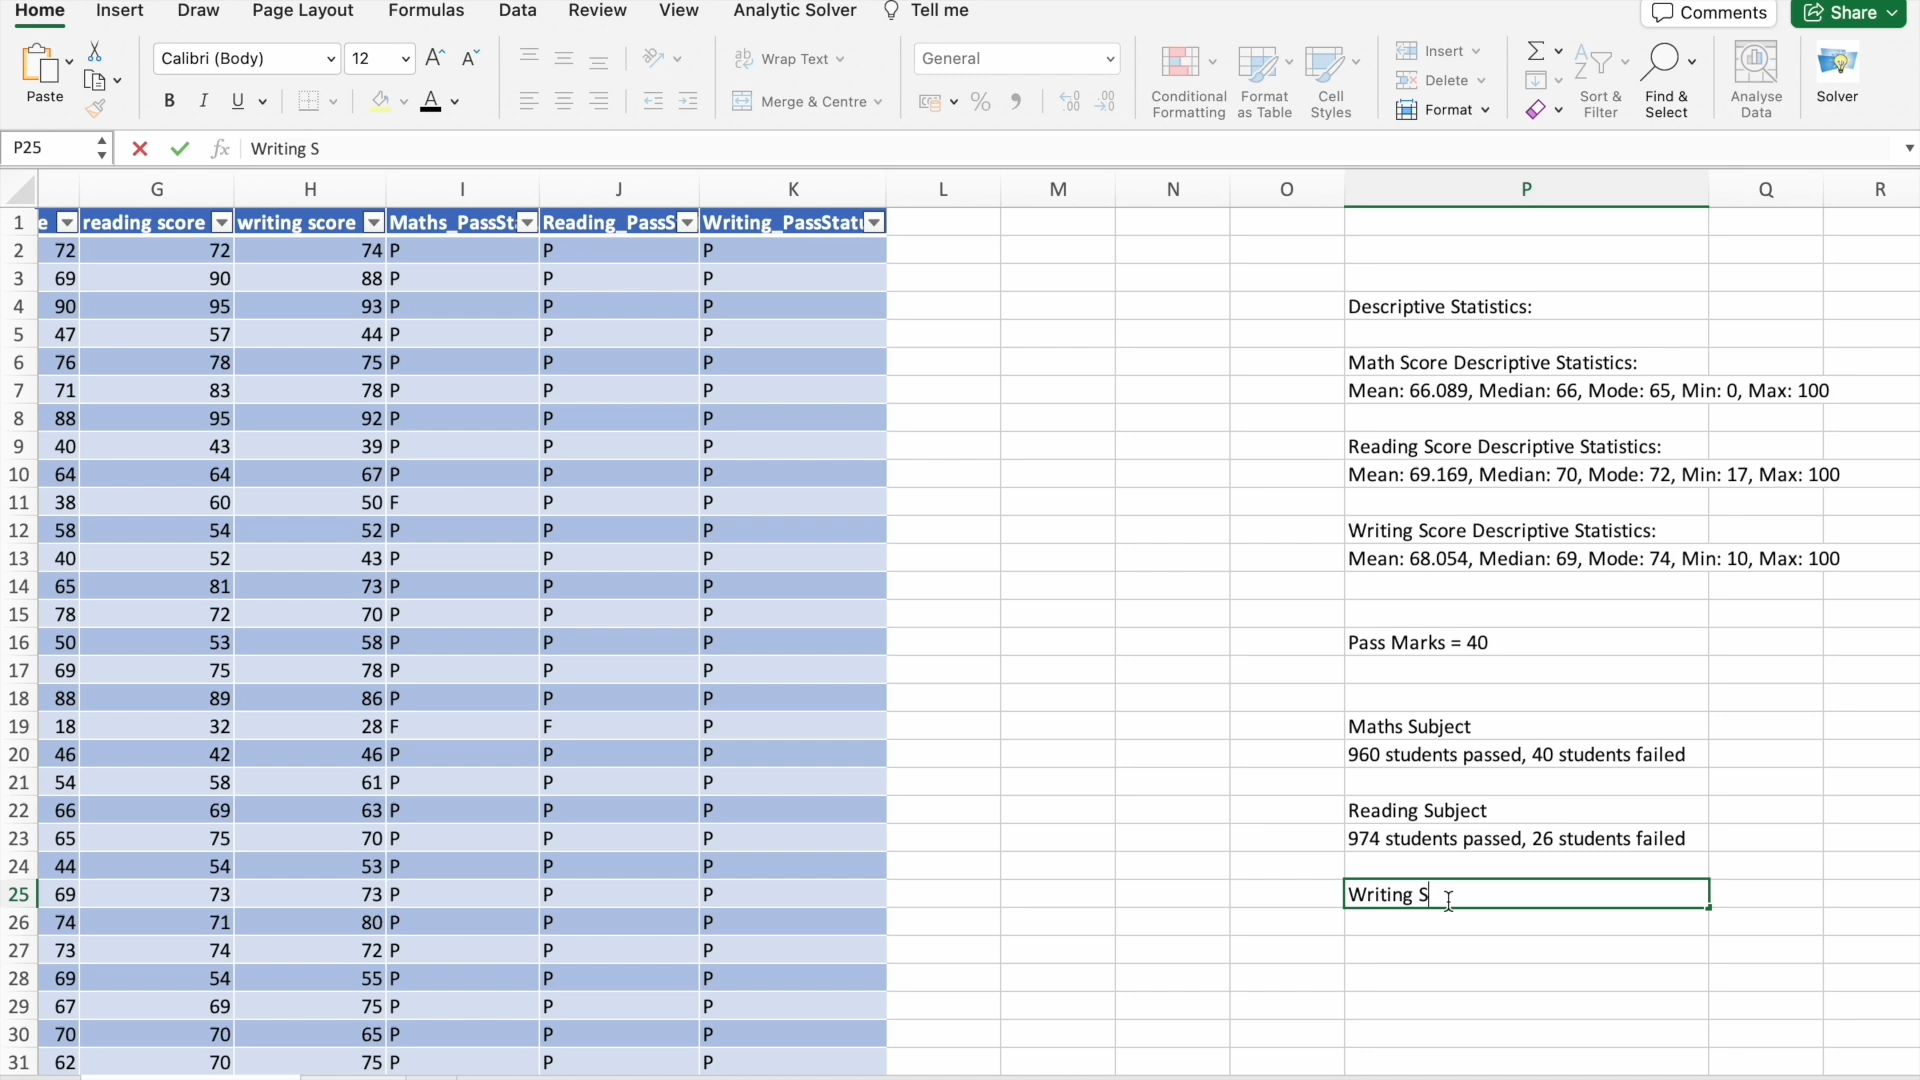 Home Insert Draw Page Layout Formulas Data Review View Analytic Solver Tell me Comments Share
Paste
Calibri (Body) 12
B I U
Wrap Text
Merge & Centre
General
Conditional Formatting
Format as Table
Cell Styles
Insert
Delete
Format
Sort & Filter
Find & Select
Analyse Data
Solver
P25 fx Writing S
G H I J K L M N O P Q R
1 e reading score writing score Maths_PassSt Reading_PassS Writing_PassStatu
2 72 72 74 P P P
3 69 90 88 P P P
4 90 95 93 P P P Descriptive Statistics:
5 47 57 44 P P P
6 76 78 75 P P P Math Score Descriptive Statistics:
7 71 83 78 P P P Mean: 66.089, Median: 66, Mode: 65, Min: 0, Max: 100
8 88 95 92 P P P
9 40 43 39 P P P Reading Score Descriptive Statistics:
10 64 64 67 P P P Mean: 69.169, Median: 70, Mode: 72, Min: 17, Max: 100
11 38 60 50 F P P
12 58 54 52 P P P Writing Score Descriptive Statistics:
13 40 52 43 P P P Mean: 68.054, Median: 69, Mode: 74, Min: 10, Max: 100
14 65 81 73 P P P
15 78 72 70 P P P
16 50 53 58 P P P Pass Marks = 40
17 69 75 78 P P P
18 88 89 86 P P P
19 18 32 28 F F P Maths Subject
20 46 42 46 P P P 960 students passed, 40 students failed
21 54 58 61 P P P
22 66 69 63 P P P Reading Subject
23 65 75 70 P P P 974 students passed, 26 students failed
24 44 54 53 P P P
25 69 73 73 P P P Writing S
26 74 71 80 P P P
27 73 74 72 P P P
28 69 54 55 P P P
29 67 69 75 P P P
30 70 70 65 P P P
31 62 70 75 P P P